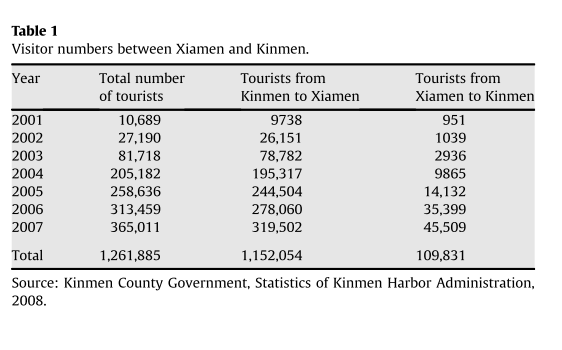 Table 1
Visitor numbers between Xiamen and Kinmen.
Year Total number of tourists Tourists from Kinmen to Xiamen Tourists from Xiamen to Kinmen
2001 10,689 9738 951
2002 27,190 26,151 1039
2003 81,718 78,782 2936
2004 205,182 195,317 9865
2005 258,636 244,504 14,132
2006 313,459 278,060 35,399
2007 365,011 319,502 45,509
Total 1,261,885 1,152,054 109,831
Source: Kinmen County Government, Statistics of Kinmen Harbor Administration,
2008.